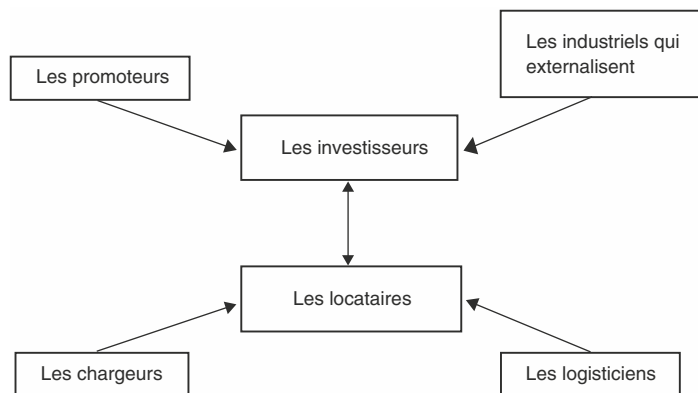 Les promoteurs
Les industriels qui
externalisent
Les investisseurs
Les locataires
Les chargeurs
Les logisticiens